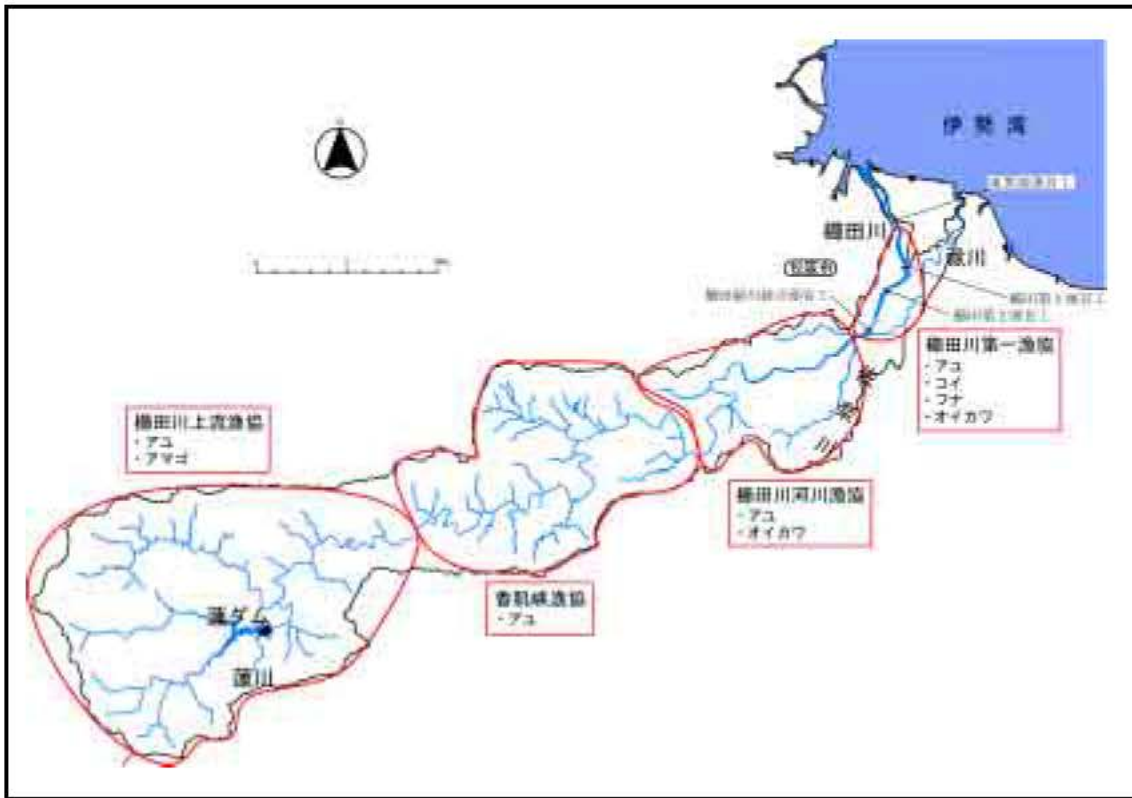 伊勢湾
櫛田川
祓川
櫛田川第一漁協
・アユ
・コイ
・フナ
・オイカワ
櫛田川上流漁協
・アユ
・アマゴ
櫛田川河川漁協
・アユ
・オイカワ
香肌峡漁協
・アユ
蓮ダム
蓮川